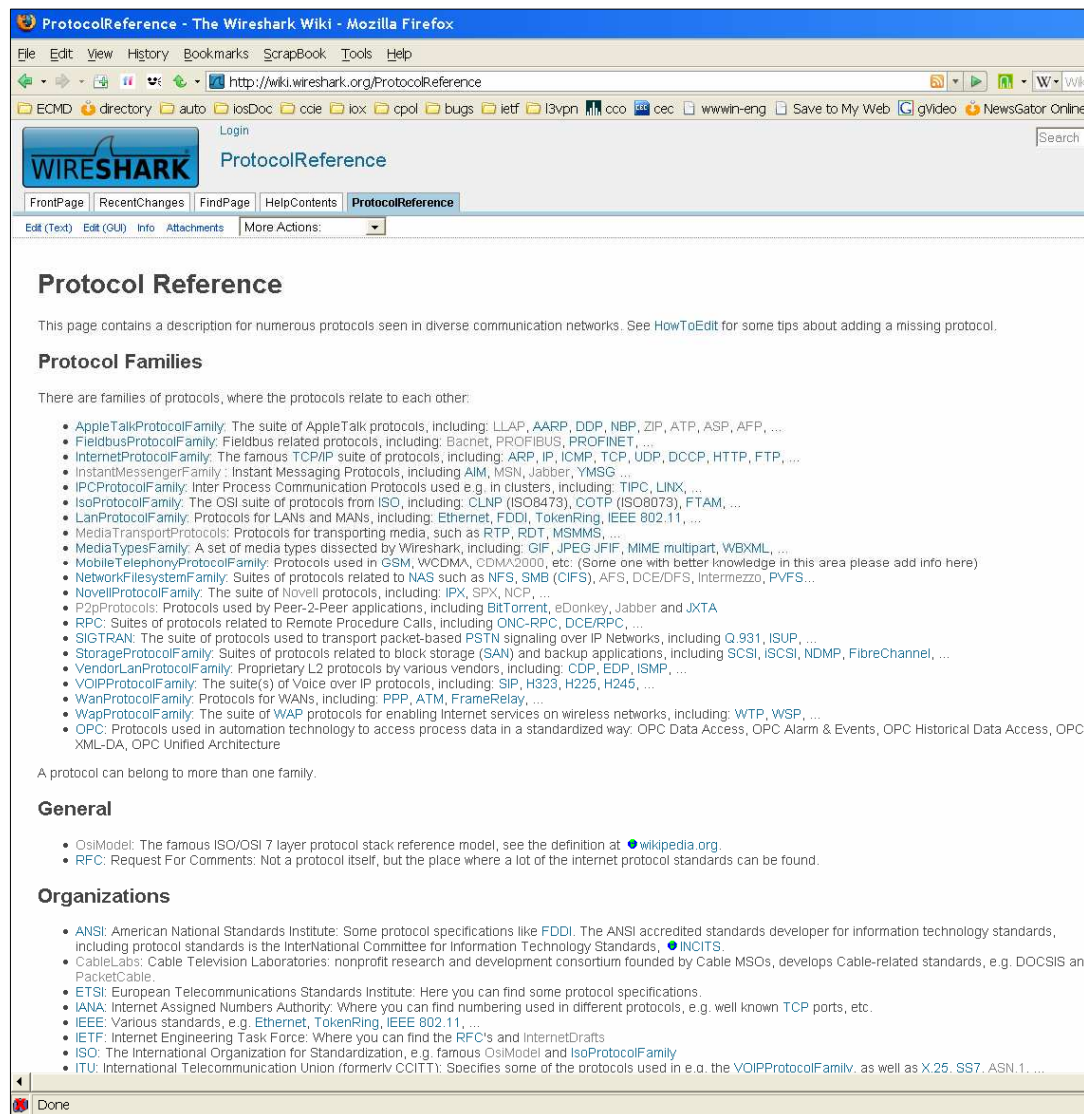 ProtocolReference - The Wireshark Wiki - Mozilla Firefox
File Edit View History Bookmarks ScrapBook Tools Help
http://wiki.wireshark.org/ProtocolReference
ECMD directory auto iosDoc ccie iox cpol bugs ietf l3vpn cco cec wwwin-eng Save to My Web gVideo NewsGator Online
Login
Search
WIRESHARK
ProtocolReference
FrontPage RecentChanges FindPage HelpContents ProtocolReference
Edit (Text) Edit (GUI) Info Attachments More Actions:
Protocol Reference
This page contains a description for numerous protocols seen in diverse communication networks. See HowToEdit for some tips about adding a missing protocol.
Protocol Families
There are families of protocols, where the protocols relate to each other:
• AppleTalkProtocolFamily: The suite of AppleTalk protocols, including: LLAP, AARP, DDP, NBP, ZIP, ATP, ASP, AFP, ...
• FieldbusProtocolFamily: Fieldbus related protocols, including: Bacnet, PROFIBUS, PROFINET, ...
• InternetProtocolFamily: The famous TCP/IP suite of protocols, including: ARP, IP, ICMP, TCP, UDP, DCCP, HTTP, FTP, ...
• InstantMessengerFamily : Instant Messaging Protocols, including AIM, MSN, Jabber, YMSG ...
• IPCProtocolFamily: Inter Process Communication Protocols used e.g. in clusters, including: TIPC, LINX, ...
• IsoProtocolFamily: The OSI suite of protocols from ISO, including: CLNP (ISO8473), COTP (ISO8073), FTAM, ...
• LanProtocolFamily: Protocols for LANs and MANs, including: Ethernet, FDDI, TokenRing, IEEE 802.11, ...
• MediaTransportProtocols: Protocols for transporting media, such as RTP, RDT, MSMMS, ...
• MediaTypesFamily: A set of media types dissected by Wireshark, including: GIF, JPEG JFIF, MIME multipart, WBXML, ...
• MobileTelephonyProtocolFamily: Protocols used in GSM, WCDMA, CDMA2000, etc: (Some one with better knowledge in this area please add info here)
• NetworkFilesystemFamily: Suites of protocols related to NAS such as NFS, SMB (CIFS), AFS, DCE/DFS, Intermezzo, PVFS...
• NovellProtocolFamily: The suite of Novell protocols, including: IPX, SPX, NCP, ...
• P2pProtocols: Protocols used by Peer-2-Peer applications, including BitTorrent, eDonkey, Jabber and JXTA
• RPC: Suites of protocols related to Remote Procedure Calls, including ONC-RPC, DCE/RPC, ...
• SIGTRAN: The suite of protocols used to transport packet-based PSTN signaling over IP Networks, including Q.931, ISUP, ...
• StorageProtocolFamily: Suites of protocols related to block storage (SAN) and backup applications, including SCSI, iSCSI, NDMP, FibreChannel, ...
• VendorLanProtocolFamily: Proprietary L2 protocols by various vendors, including: CDP, EDP, ISMP, ...
• VOIPProtocolFamily: The suite(s) of Voice over IP protocols, including: SIP, H323, H225, H245, ...
• WanProtocolFamily: Protocols for WANs, including: PPP, ATM, FrameRelay, ...
• WapProtocolFamily: The suite of WAP protocols for enabling Internet services on wireless networks, including: WTP, WSP, ...
• OPC: Protocols used in automation technology to access process data in a standardized way: OPC Data Access, OPC Alarm & Events, OPC Historical Data Access, OPC
XML-DA, OPC Unified Architecture
A protocol can belong to more than one family.
General
• OsiModel: The famous ISO/OSI 7 layer protocol stack reference model, see the definition at wikipedia.org.
• RFC: Request For Comments: Not a protocol itself, but the place where a lot of the internet protocol standards can be found.
Organizations
• ANSI: American National Standards Institute: Some protocol specifications like FDDI. The ANSI accredited standards developer for information technology standards,
including protocol standards is the InterNational Committee for Information Technology Standards, INCITS.
• CableLabs: Cable Television Laboratories: nonprofit research and development consortium founded by Cable MSOs, develops Cable-related standards, e.g. DOCSIS an
PacketCable.
• ETSI: European Telecommunications Standards Institute: Here you can find some protocol specifications.
• IANA: Internet Assigned Numbers Authority: Where you can find numbering used in different protocols, e.g. well known TCP ports, etc.
• IEEE: Various standards, e.g. Ethernet, TokenRing, IEEE 802.11, ...
• IETF: Internet Engineering Task Force: Where you can find the RFC's and InternetDrafts
• ISO: The International Organization for Standardization, e.g. famous OsiModel and IsoProtocolFamily
• ITU: International Telecommunication Union (formerly CCITT): Specifies some of the protocols used in e.g. the VOIPProtocolFamily, as well as X.25, SS7, ASN.1, ...
Done